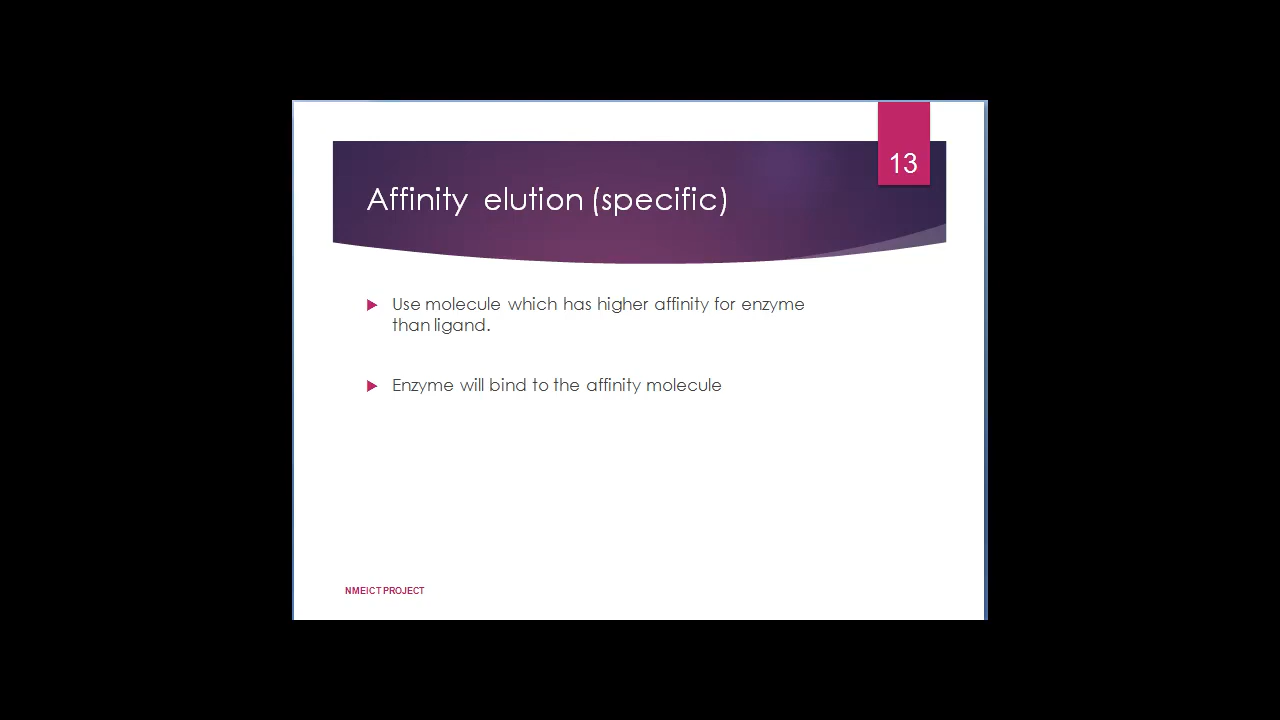 13
Affinity elution (specific)
Use molecule which has higher affinity for enzyme
than ligand.
Enzyme will bind to the affinity molecule
NMEICT PROJECT